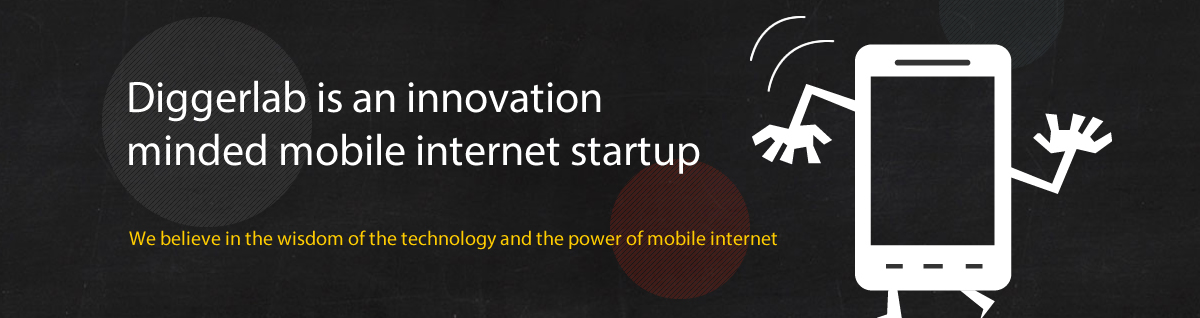 Diggerlab is an innovation
minded mobile internet startup
We believe in the wisdom of the technology and the power of mobile internet